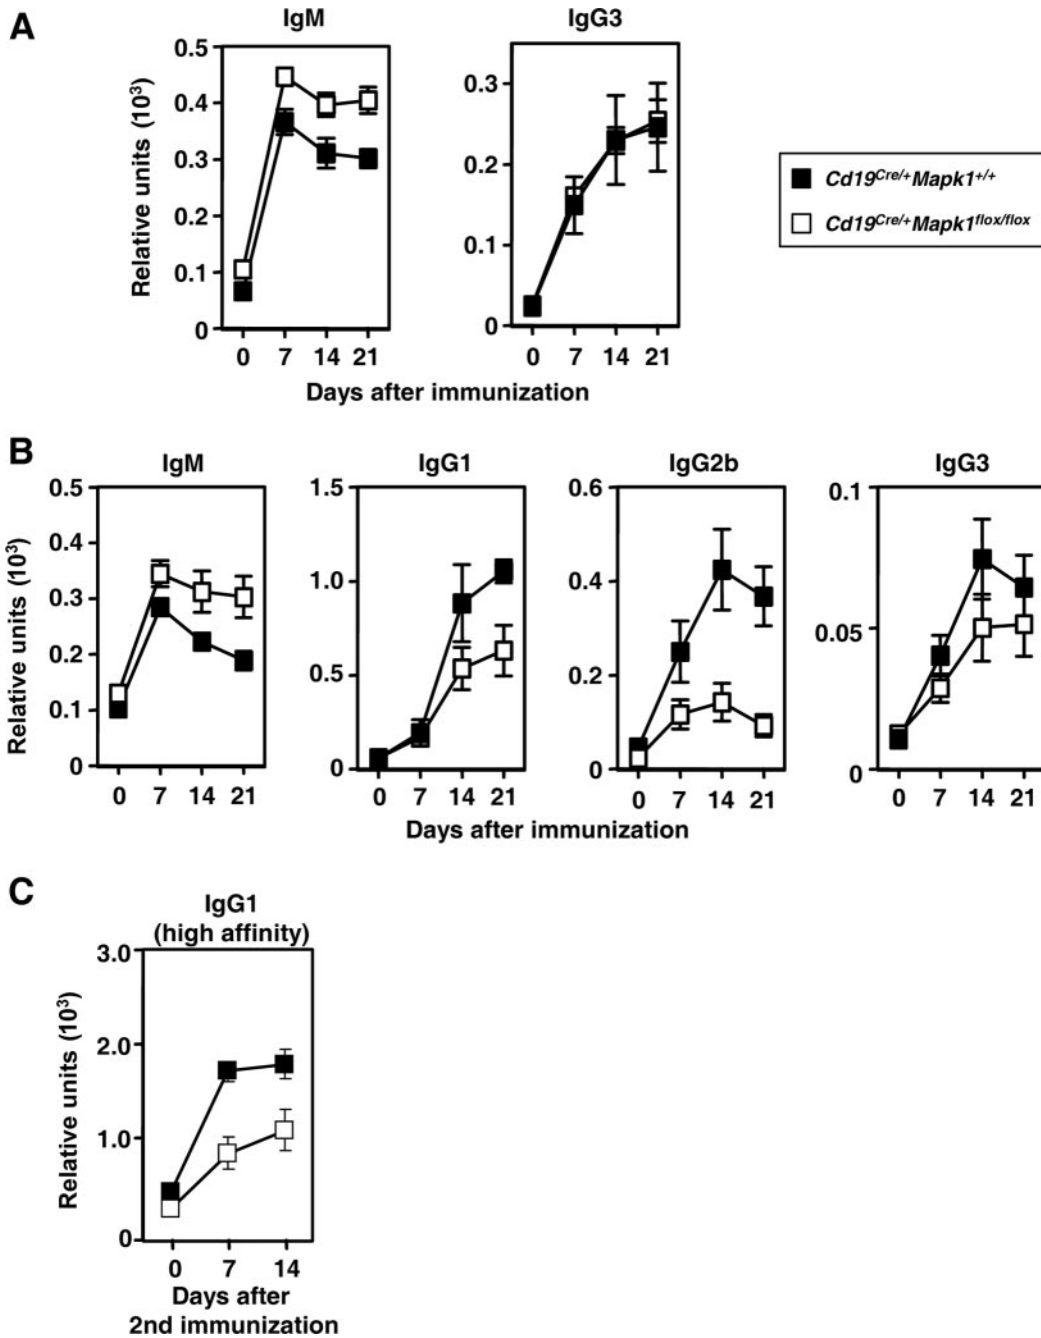 A
IgM
IgG3
Relative units (10³)
0.5
0.4
0.3
0.2
0.1
0
0 7 14 21
0.3
0.2
0.1
0
0 7 14 21
Days after immunization
Cd19Cre/+Mapk1+/+
Cd19Cre/+Mapk1flox/flox
B
IgM
IgG1
IgG2b
IgG3
Relative units (10³)
0.5
0.4
0.3
0.2
0.1
0
0 7 14 21
1.5
1.0
0.5
0
0 7 14 21
0.6
0.4
0.2
0
0 7 14 21
0.1
0.05
0
0 7 14 21
Days after immunization
C
IgG1
(high affinity)
Relative units (10³)
3.0
2.0
1.0
0
0 7 14
Days after
2nd immunization